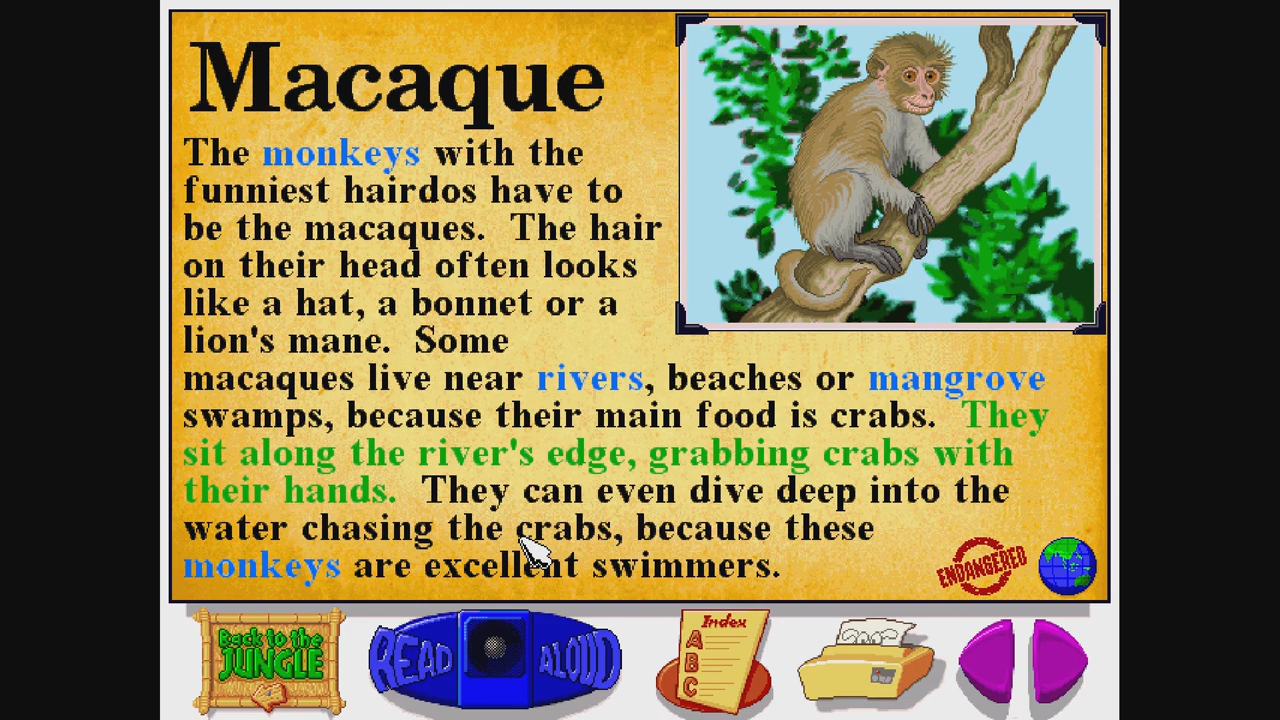 Macaque
The monkeys with the
funniest hairdos have to
be the macaques.  The hair
on their head often looks
like a hat, a bonnet or a
lion's mane.  Some
macaques live near rivers, beaches or mangrove
swamps, because their main food is crabs.  They
sit along the river's edge, grabbing crabs with
their hands.  They can even dive deep into the
water chasing the crabs, because these
monkeys are excellent swimmers.
ENDANGERED
Back to the
JUNGLE
READ ALOUD
Index
A
B
C